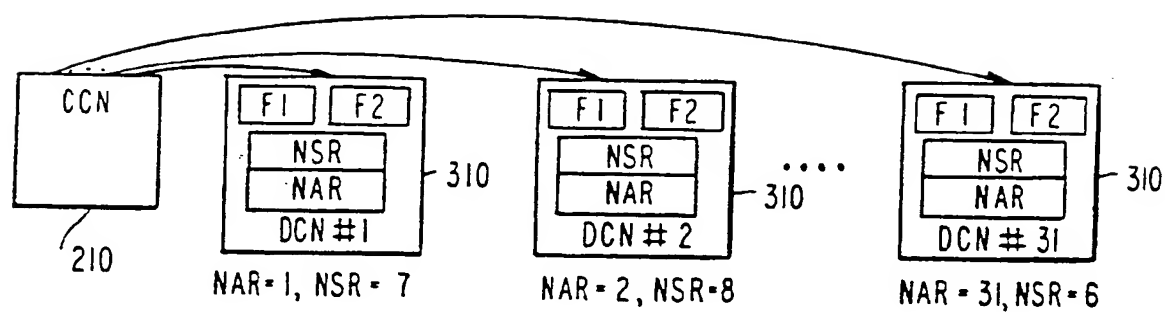 CCN
210
F1 F2
NSR
NAR
DCN #1
310
NAR=1, NSR=7
F1 F2
NSR
NAR
DCN #2
310
NAR=2, NSR=8
....
F1 F2
NSR
NAR
DCN #31
310
NAR=31, NSR=6